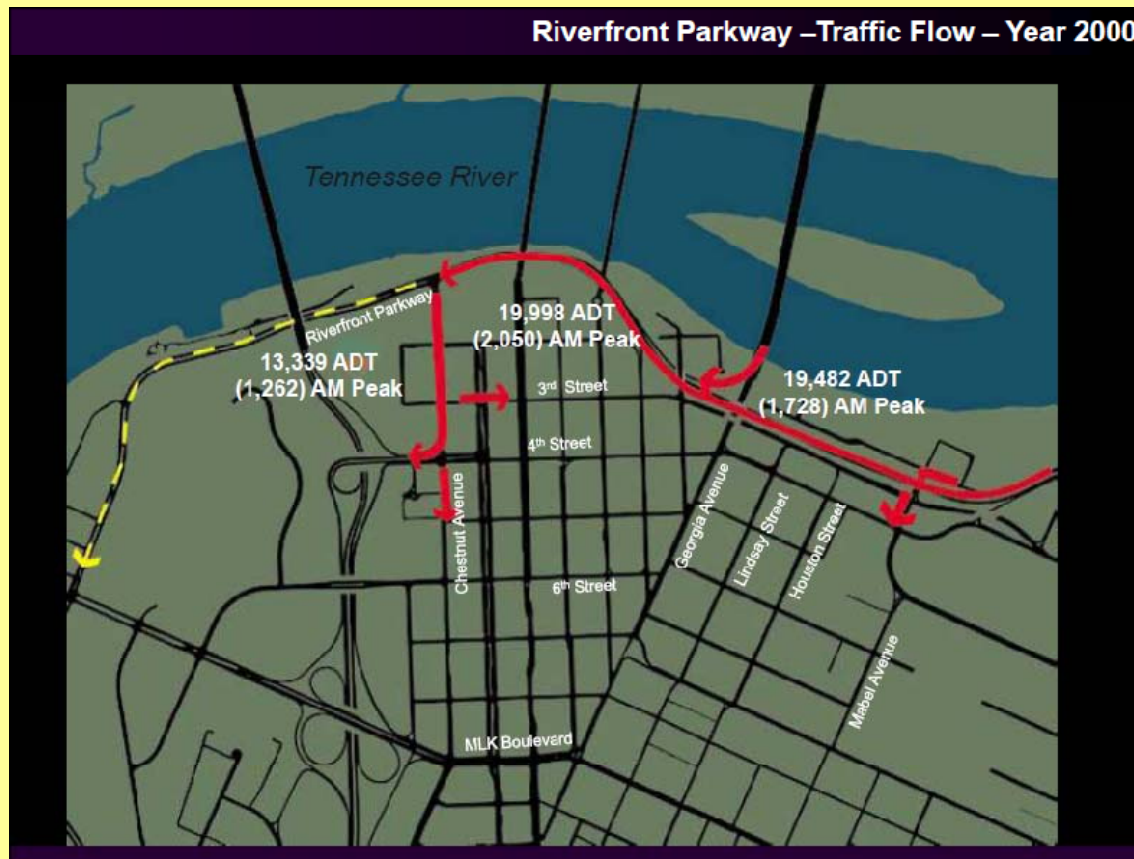 Riverfront Parkway –Traffic Flow – Year 2000
Tennessee River
Riverfront Parkway
19,998 ADT
(2,050) AM Peak
13,339 ADT
(1,262) AM Peak
19,482 ADT
(1,728) AM Peak
3rd Street
4th Street
Chestnut Avenue
Georgia Avenue
Lindsay Street
Houston Street
6th Street
Mabel Avenue
MLK Boulevard